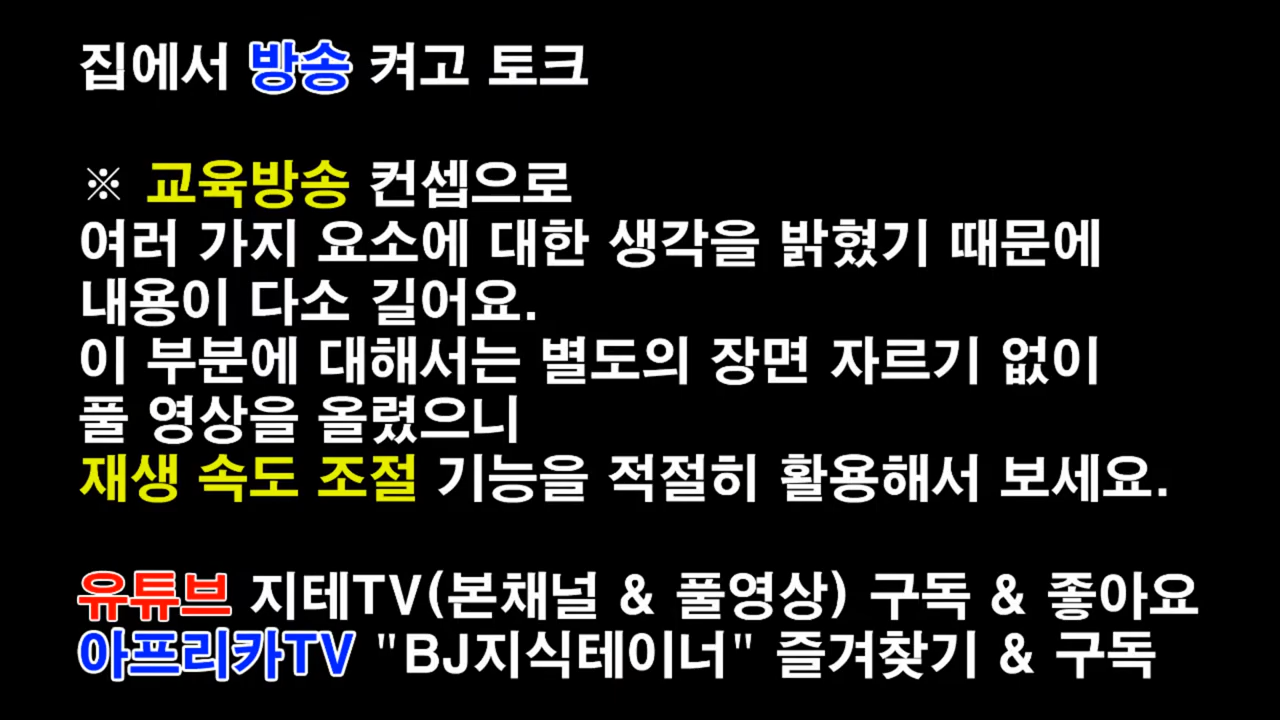 집에서 방송 켜고 토크
※ 교육방송 컨셉으로
여러 가지 요소에 대한 생각을 밝혔기 때문에
내용이 다소 길어요.
이 부분에 대해서는 별도의 장면 자르기 없이
풀 영상을 올렸으니
재생 속도 조절 기능을 적절히 활용해서 보세요.
유튜브 지테TV(본채널 & 풀영상) 구독 & 좋아요
아프리카TV "BJ지식테이너" 즐겨찾기 & 구독